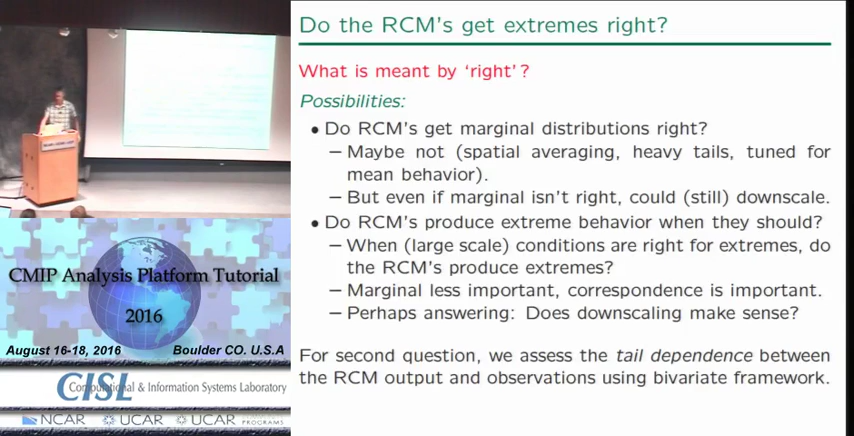 Do the RCM's get extremes right?
What is meant by 'right'?
Possibilities:
• Do RCM's get marginal distributions right?
– Maybe not (spatial averaging, heavy tails, tuned for
mean behavior).
– But even if marginal isn't right, could (still) downscale.
• Do RCM's produce extreme behavior when they should?
– When (large scale) conditions are right for extremes, do
the RCM's produce extremes?
– Marginal less important, correspondence is important.
– Perhaps answering: Does downscaling make sense?
For second question, we assess the tail dependence between
the RCM output and observations using bivariate framework.
CMIP Analysis Platform Tutorial
2016
August 16-18, 2016 Boulder CO. U.S.A
CISL Computational & Information Systems Laboratory
NCAR UCAR UCAR PROGRAMS